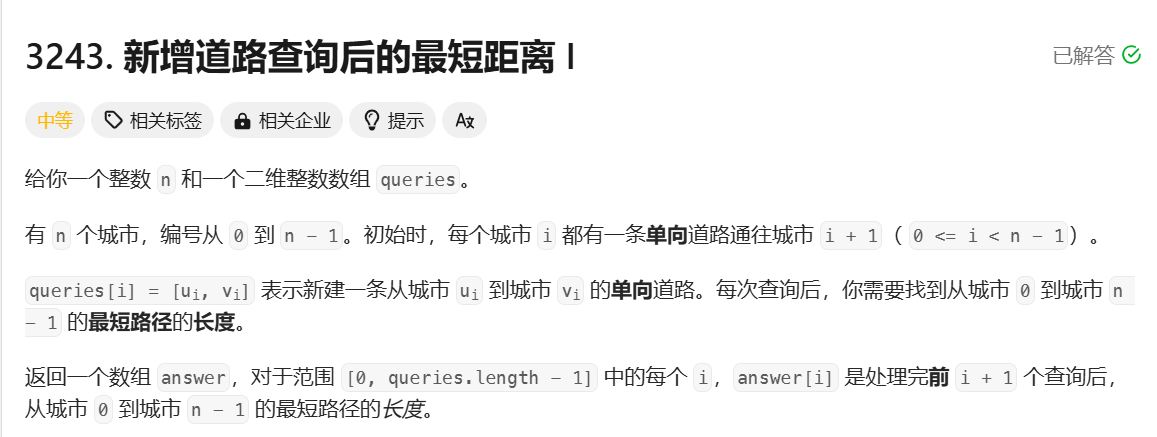 3243. 新增道路查询后的最短距离 I
已解答
中等 相关标签 相关企业 提示 Aあ
给你一个整数 n 和一个二维整数数组 queries。
有 n 个城市，编号从 0 到 n - 1。初始时，每个城市 i 都有一条单向道路通往城市 i + 1（ 0 <= i < n - 1）。
queries[i] = [uᵢ, vᵢ] 表示新建一条从城市 uᵢ 到城市 vᵢ 的单向道路。每次查询后，你需要找到从城市 0 到城市 n
- 1 的最短路径的长度。
返回一个数组 answer，对于范围 [0, queries.length - 1] 中的每个 i，answer[i] 是处理完前 i + 1 个查询后，
从城市 0 到城市 n - 1 的最短路径的长度。